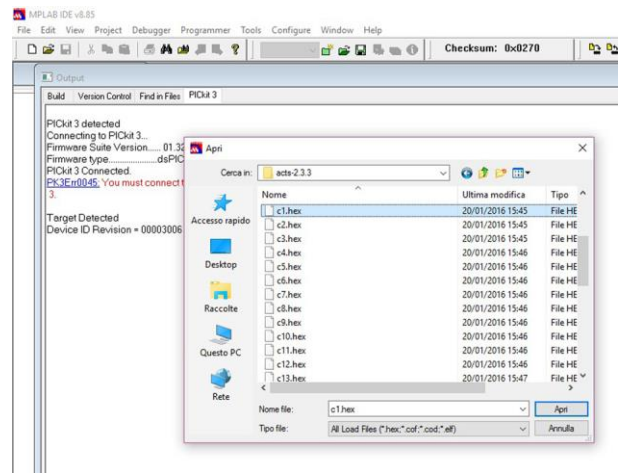 MPLAB IDE v8.85
File Edit View Project Debugger Programmer Tools Configure Window Help
Checksum: 0x0270
Output
Build Version Control Find in Files PICkit 3
PICkit 3 detected
Connecting to PICkit 3...
Firmware Suite Version...... 01.32
Firmware type......................dsPIC
PICkit 3 Connected.
PK3Err0045: You must connect t
3.
Target Detected
Device ID Revision = 00003006
Apri
Cerca in: acts-2.3.3
Nome Ultima modifica Tipo
c1.hex 20/01/2016 15:45 File HE
c2.hex 20/01/2016 15:45 File HE
c3.hex 20/01/2016 15:45 File HE
c4.hex 20/01/2016 15:46 File HE
c5.hex 20/01/2016 15:46 File HE
c6.hex 20/01/2016 15:46 File HE
c7.hex 20/01/2016 15:46 File HE
c8.hex 20/01/2016 15:46 File HE
c9.hex 20/01/2016 15:46 File HE
c10.hex 20/01/2016 15:46 File HE
c11.hex 20/01/2016 15:46 File HE
c12.hex 20/01/2016 15:46 File HE
c13.hex 20/01/2016 15:47 File HE
Accesso rapido
Desktop
Raccolte
Questo PC
Rete
Nome file: c1.hex Apri
Tipo file: All Load Files (*.hex;*.cof;*.cod;*.elf) Annulla